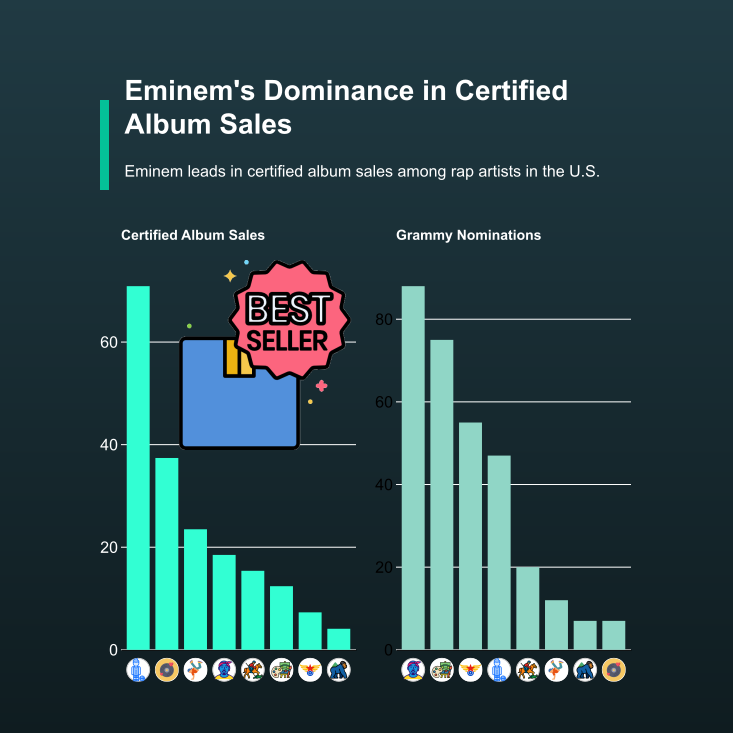 Eminem's Dominance in Certified
Album Sales
Eminem leads in certified album sales among rap artists in the U.S.
Certified Album Sales
Grammy Nominations
BEST
SELLER
60
40
20
0
80
60
40
20
0